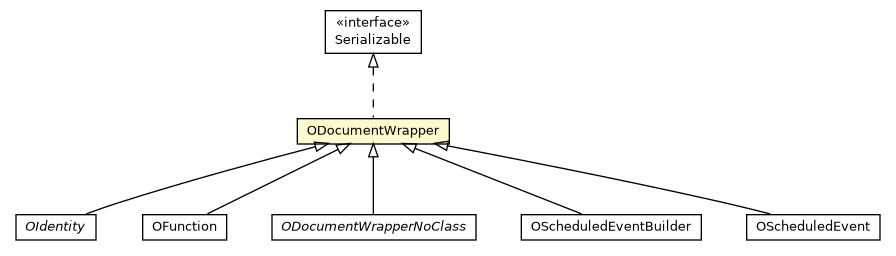 «interface»
Serializable
ODocumentWrapper
OIdentity
OFunction
ODocumentWrapperNoClass
OScheduledEventBuilder
OScheduledEvent